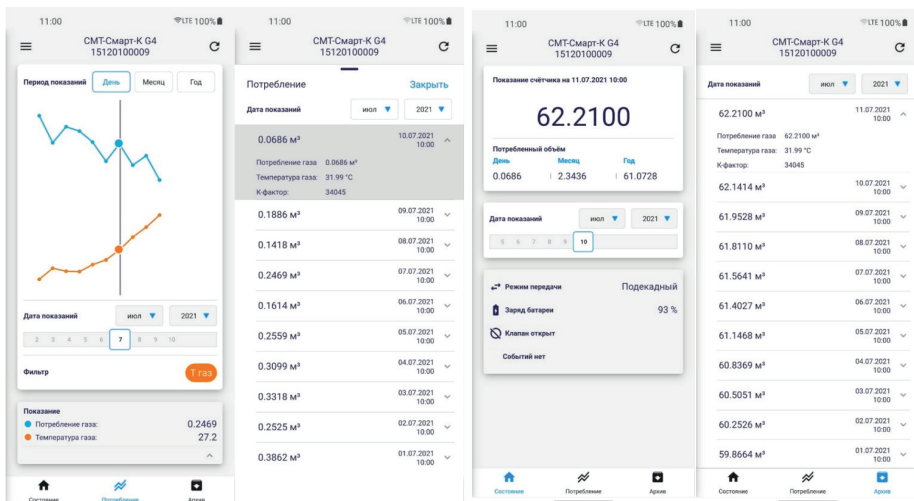 11:00
LTE 100%
СМТ-Смарт-К G4
15120100009
Период показаний
День
Месяц
Год
Дата показаний
июл
2021
2 3 4 5 6 7 8 9 10
Фильтр
Т газ
Показание
Потребление газа: 0.2469
Температура газа: 27.2
Состояние
Потребление
Архив
11:00
LTE 100%
СМТ-Смарт-К G4
15120100009
Потребление
Закрыть
Дата показаний
июл
2021
0.0686 м³ 10.07.2021
10:00
Потребление газа 0.0686 м³
Температура газа: 31.99 °C
К-фактор: 34045
0.1886 м³ 09.07.2021
10:00
0.1418 м³ 08.07.2021
10:00
0.2469 м³ 07.07.2021
10:00
0.1614 м³ 06.07.2021
10:00
0.2559 м³ 05.07.2021
10:00
0.3099 м³ 04.07.2021
10:00
0.3318 м³ 03.07.2021
10:00
0.2525 м³ 02.07.2021
10:00
0.3862 м³ 01.07.2021
10:00
11:00
LTE 100%
СМТ-Смарт-К G4
15120100009
Показание счётчика на 11.07.2021 10:00
62.2100
Потребленный объём
День Месяц Год
0.0686 2.3436 61.0728
Дата показаний
июл
2021
5 6 7 8 9 10
Режим передачи Подекадный
Заряд батареи 93 %
Клапан открыт
Событий нет
Состояние
Потребление
Архив
11:00
LTE 100%
СМТ-Смарт-К G4
15120100009
Дата показаний
июл
2021
62.2100 м³ 11.07.2021
10:00
Потребление газа 62.2100 м³
Температура газа: 31.99 °C
К-фактор: 34045
62.1414 м³ 10.07.2021
10:00
61.9528 м³ 09.07.2021
10:00
61.8110 м³ 08.07.2021
10:00
61.5641 м³ 07.07.2021
10:00
61.4027 м³ 06.07.2021
10:00
61.1468 м³ 05.07.2021
10:00
60.8369 м³ 04.07.2021
10:00
60.5051 м³ 03.07.2021
10:00
60.2526 м³ 02.07.2021
10:00
59.8664 м³ 01.07.2021
10:00
Состояние
Потребление
Архив